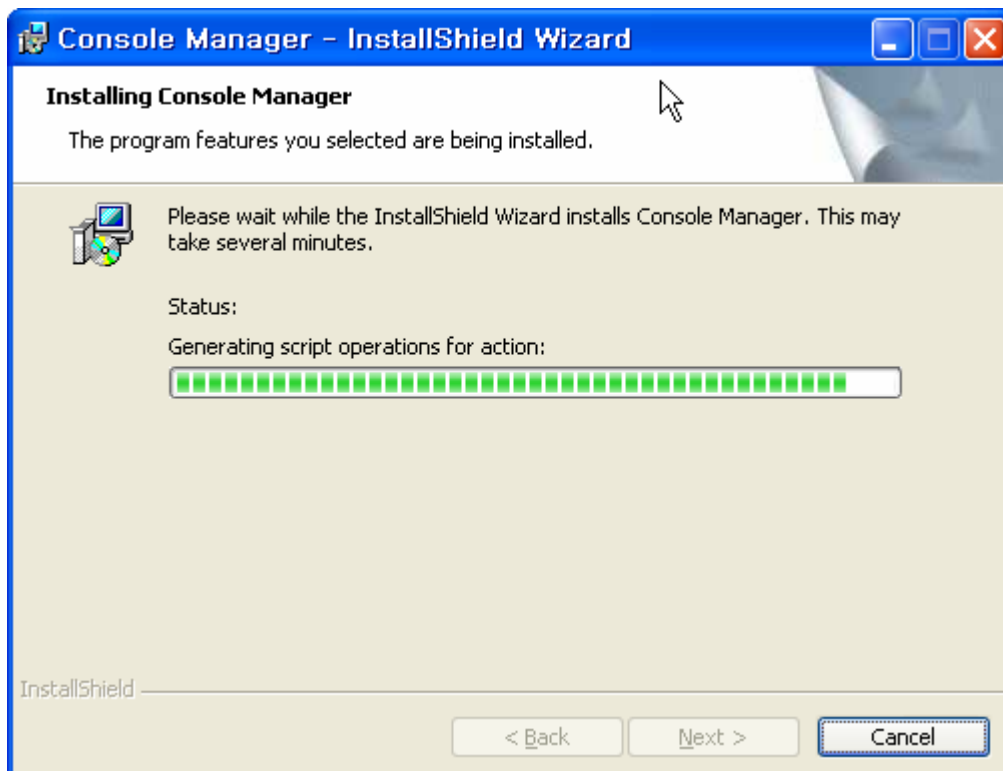 Console Manager - InstallShield Wizard
Installing Console Manager
The program features you selected are being installed.
Please wait while the InstallShield Wizard installs Console Manager. This may
take several minutes.
Status:
Generating script operations for action:
InstallShield
< Back
Next >
Cancel